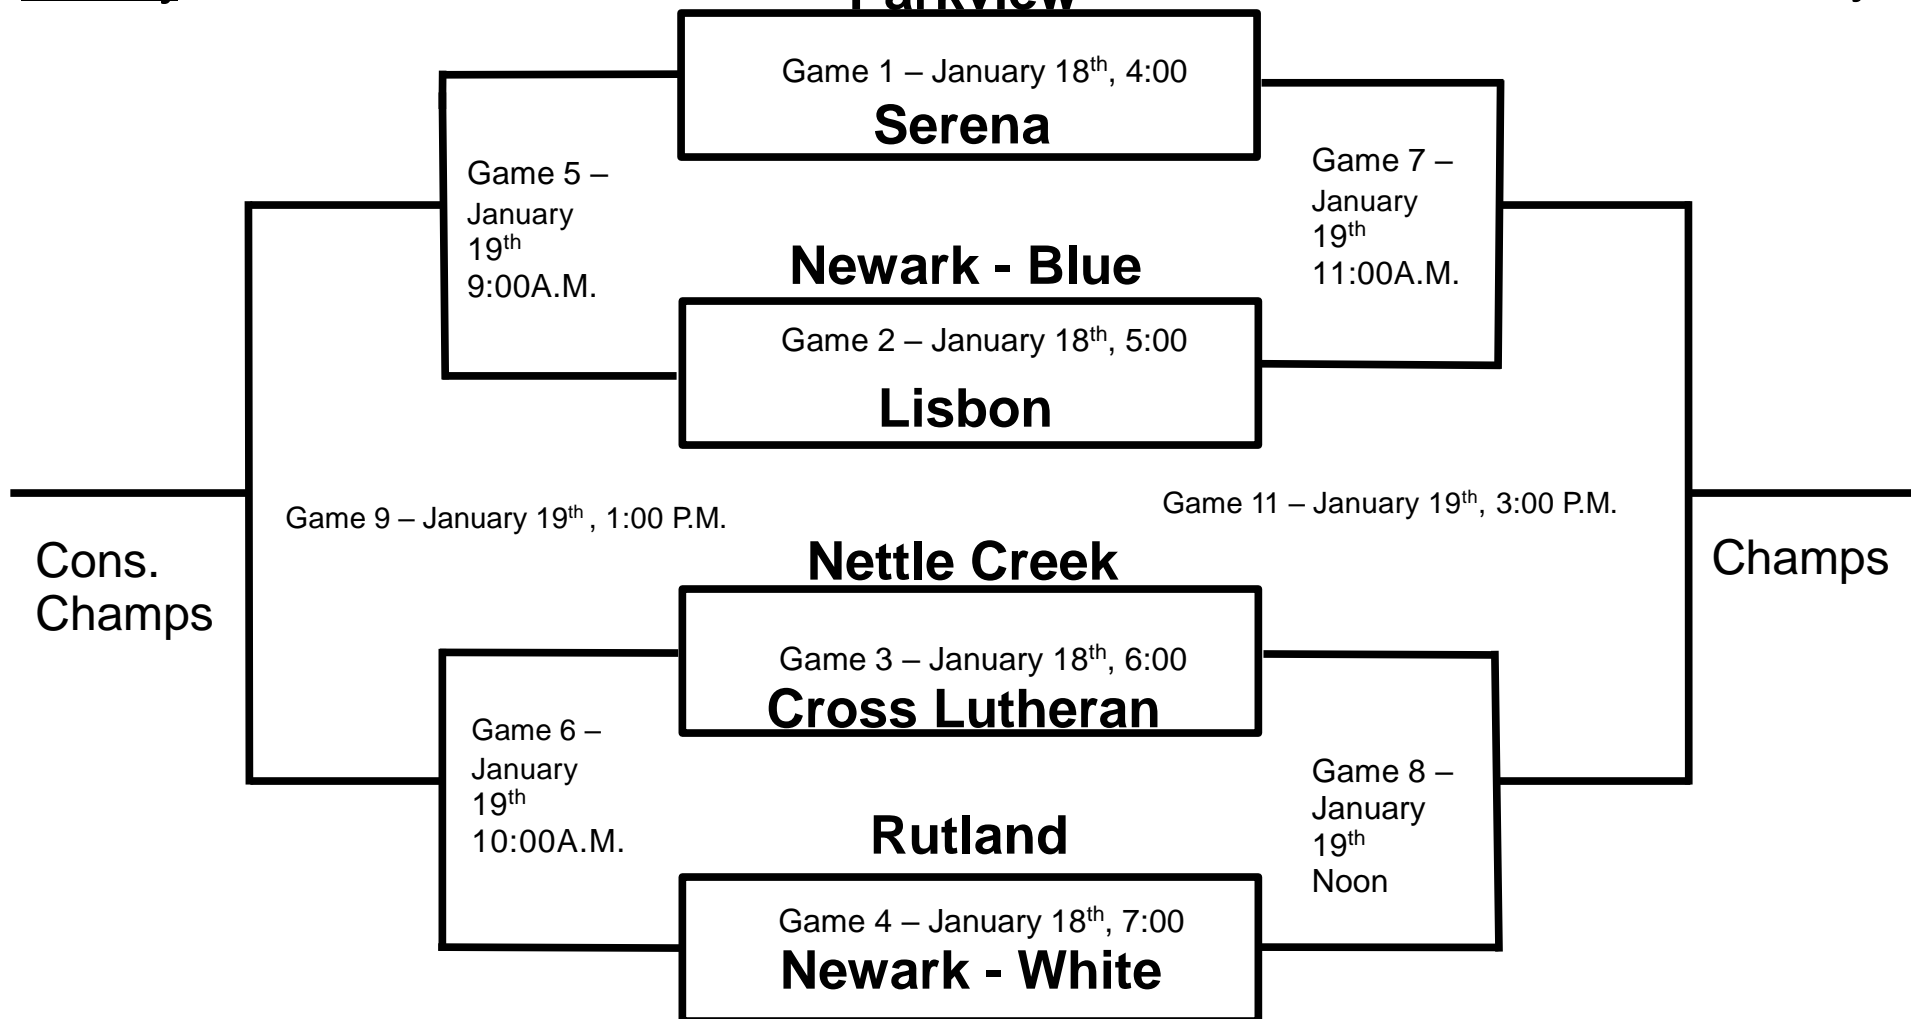 Parkview
Game 1 – January 18th, 4:00
Serena
Game 5 –
January
19th
9:00A.M.
Game 7 –
January
19th
11:00A.M.
Newark - Blue
Game 2 – January 18th, 5:00
Lisbon
Game 9 – January 19th , 1:00 P.M.
Game 11 – January 19th, 3:00 P.M.
Cons.
Champs
Nettle Creek
Champs
Game 3 – January 18th, 6:00
Cross Lutheran
Game 6 –
January
19th
10:00A.M.
Game 8 –
January
19th
Noon
Rutland
Game 4 – January 18th, 7:00
Newark - White